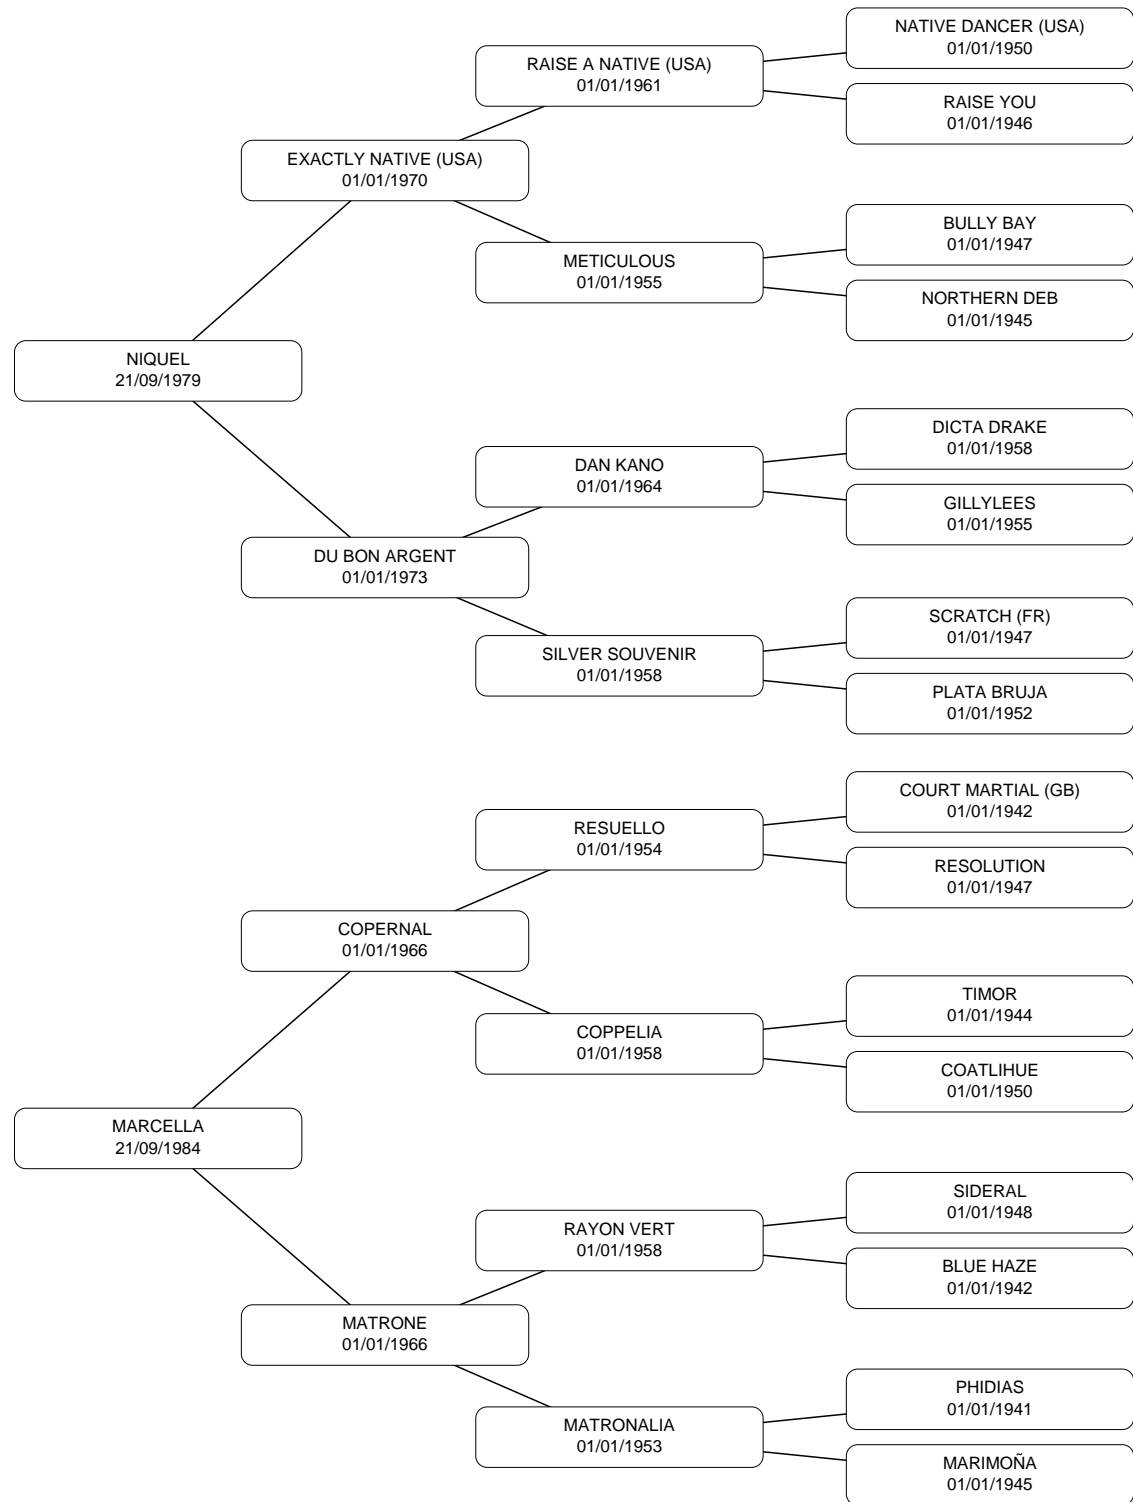 NATIVE DANCER (USA)
01/01/1950
RAISE A NATIVE (USA)
01/01/1961
RAISE YOU
01/01/1946
EXACTLY NATIVE (USA)
01/01/1970
BULLY BAY
01/01/1947
METICULOUS
01/01/1955
NORTHERN DEB
01/01/1945
NIQUEL
21/09/1979
DICTA DRAKE
01/01/1958
DAN KANO
01/01/1964
GILLYLEES
01/01/1955
DU BON ARGENT
01/01/1973
SCRATCH (FR)
01/01/1947
SILVER SOUVENIR
01/01/1958
PLATA BRUJA
01/01/1952
COURT MARTIAL (GB)
01/01/1942
RESUELLO
01/01/1954
RESOLUTION
01/01/1947
COPERNAL
01/01/1966
TIMOR
01/01/1944
COPPELIA
01/01/1958
COATLIHUE
01/01/1950
MARCELLA
21/09/1984
SIDERAL
01/01/1948
RAYON VERT
01/01/1958
BLUE HAZE
01/01/1942
MATRONE
01/01/1966
PHIDIAS
01/01/1941
MATRONALIA
01/01/1953
MARIMOÑA
01/01/1945